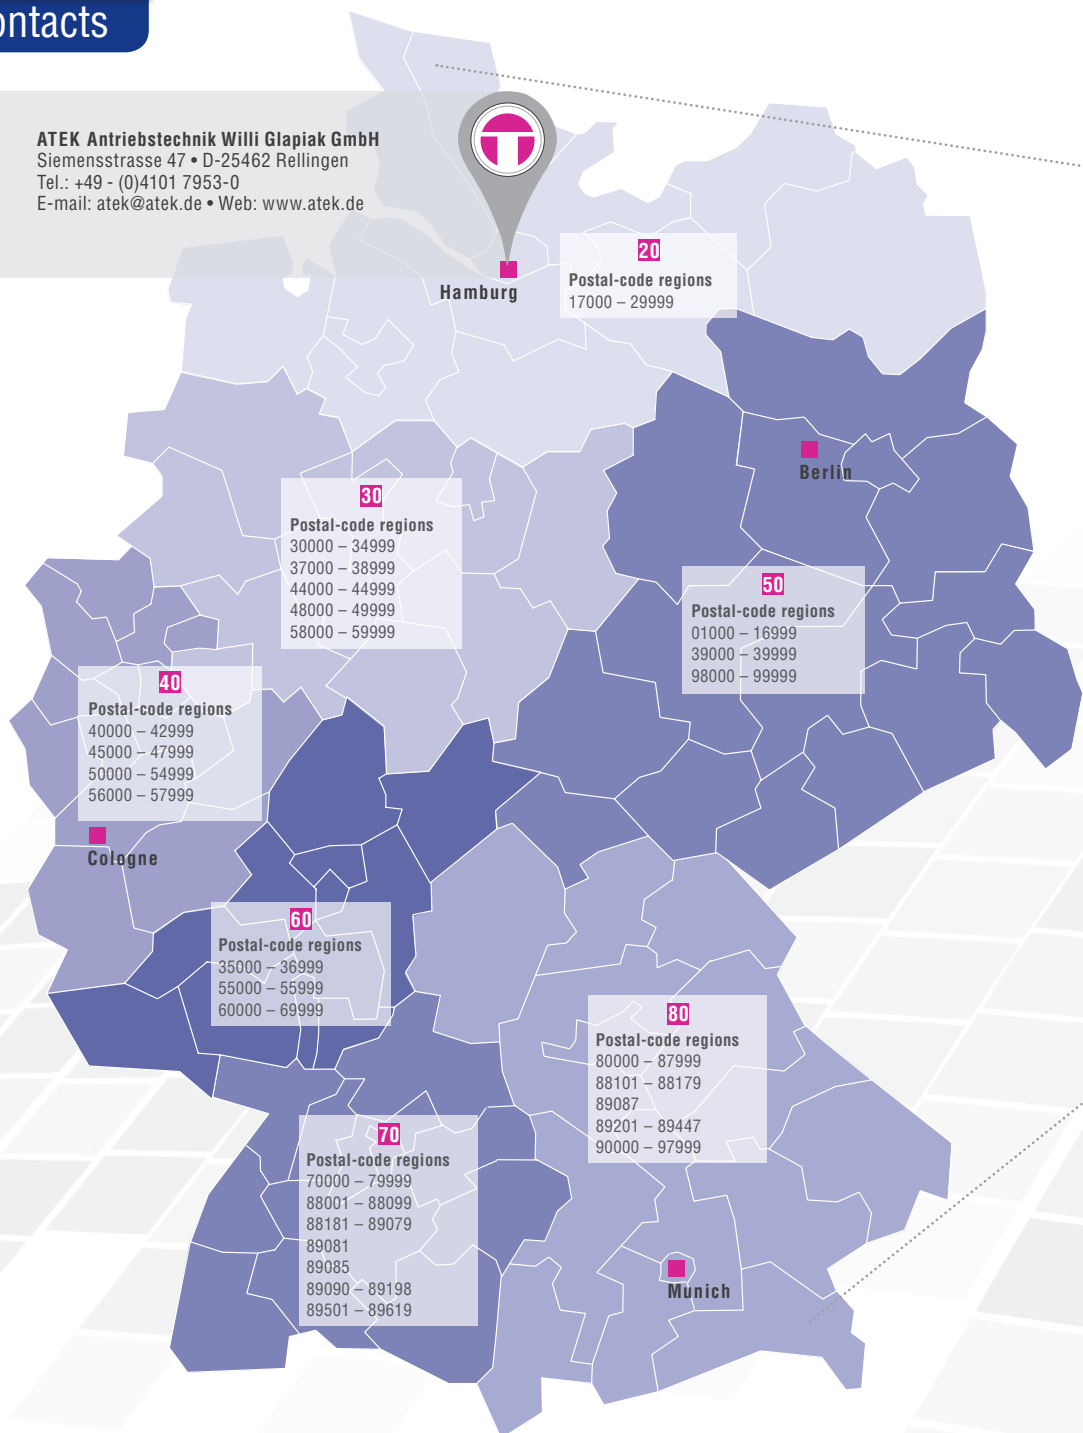 ontacts
ATEK Antriebstechnik Willi Glapiak GmbH
Siemensstrasse 47 • D-25462 Rellingen
Tel.: +49 - (0)4101 7953-0
E-mail: atek@atek.de • Web: www.atek.de
Hamburg
20
Postal-code regions
17000 – 29999
Berlin
30
Postal-code regions
30000 – 34999
37000 – 38999
44000 – 44999
48000 – 49999
58000 – 59999
50
Postal-code regions
01000 – 16999
39000 – 39999
98000 – 99999
40
Postal-code regions
40000 – 42999
45000 – 47999
50000 – 54999
56000 – 57999
Cologne
60
Postal-code regions
35000 – 36999
55000 – 55999
60000 – 69999
80
Postal-code regions
80000 – 87999
88101 – 88179
89087
89201 – 89447
90000 – 97999
70
Postal-code regions
70000 – 79999
88001 – 88099
88181 – 89079
89081
89085
89090 – 89198
89501 – 89619
Munich